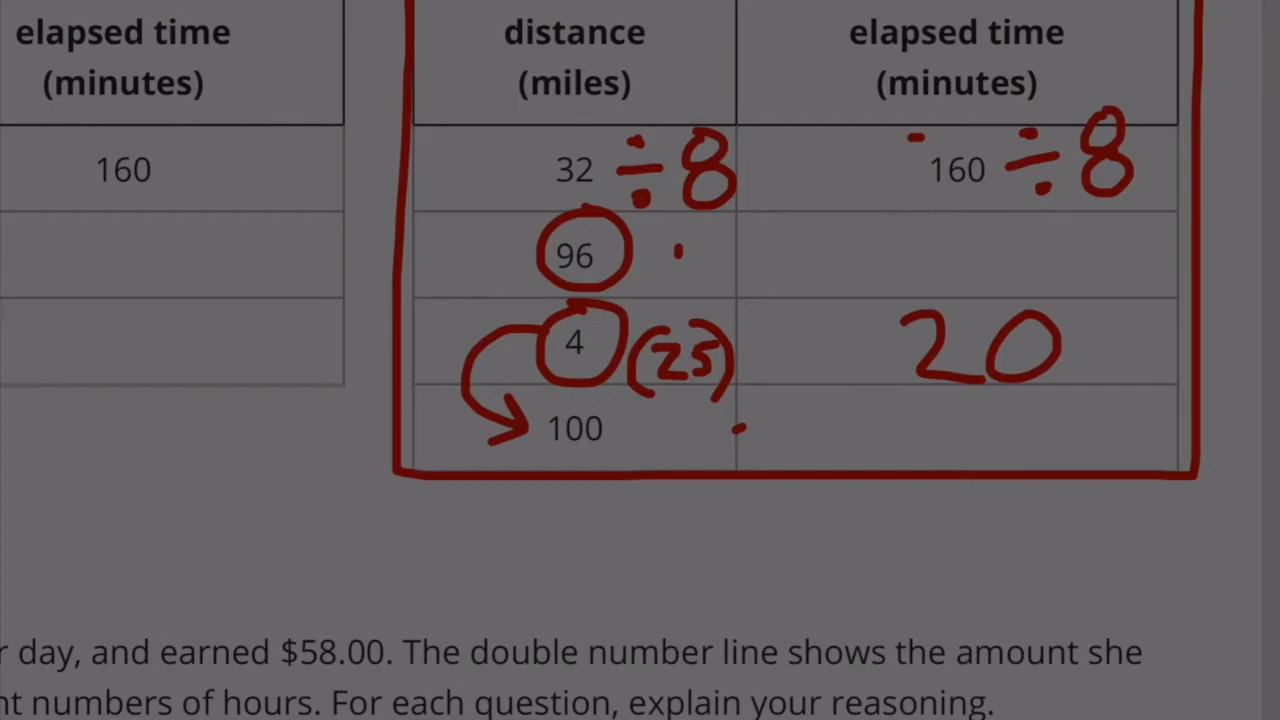 elapsed time
(minutes)
160
distance
(miles)
elapsed time
(minutes)
32 ÷ 8
160 ÷ 8
96
4 (25)
20
100
r day, and earned $58.00. The double number line shows the amount she
nt numbers of hours. For each question, explain your reasoning.